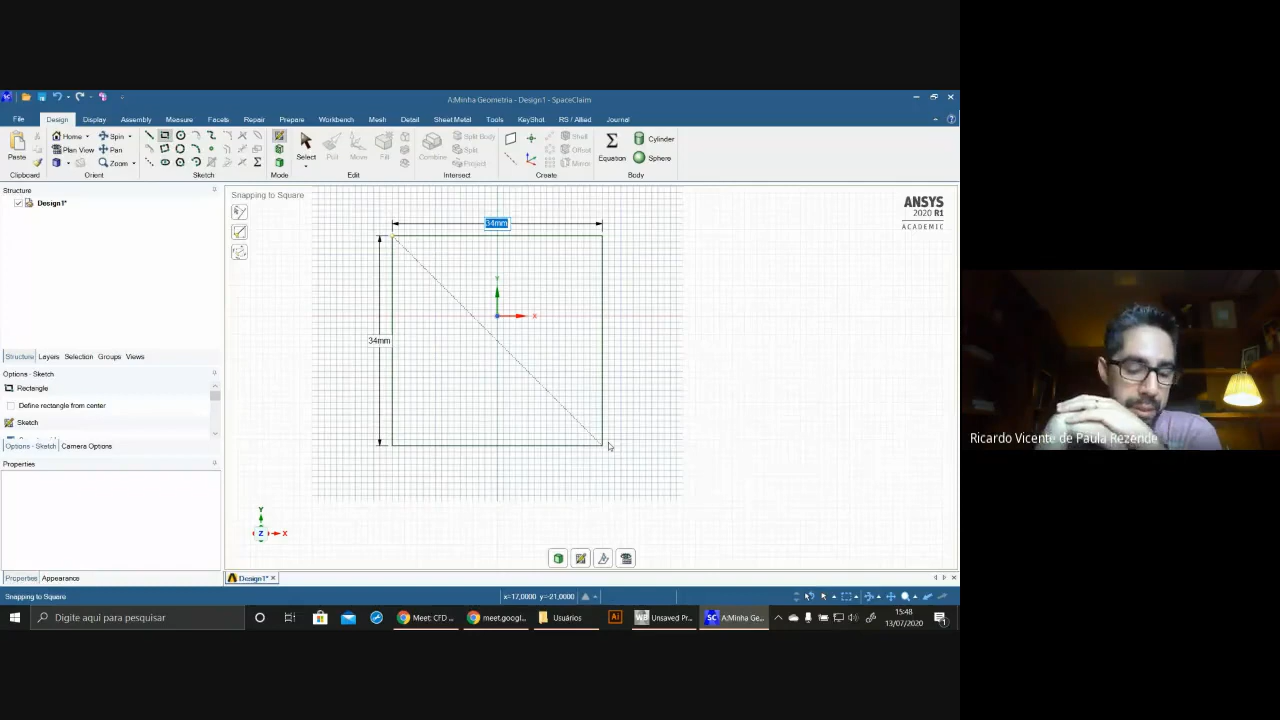 A:Minha Geometria - Design1 - SpaceClaim
File Design Display Assembly Measure Facets Repair Prepare Workbench Mesh Detail Sheet Metal Tools KeyShot RS / Allied Journal
Home Spin Split Body Shell Cylinder
Plan View Pan Split Offset
Paste Zoom Select Pull Move Fill Combine Project Mirror Equation Sphere
Clipboard Orient Sketch Mode Edit Intersect Create Body
Structure
Design1*
Snapping to Square
ANSYS
2020 R1
ACADEMIC
34mm
Y
X
34mm
Structure Layers Selection Groups Views
Options - Sketch
Rectangle
Define rectangle from center
Sketch
Options - Sketch Camera Options
Properties
Y
Z X
Properties Appearance
Design1*
Snapping to Square
x=17,0000 y=-21,0000
Digite aqui para pesquisar
Meet: CFD ...
meet.googl...
Usuários
Ai
WB Unsaved Pr...
SC A:Minha Ge...
15:48
13/07/2020
Ricardo Vicente de Paula Rezende